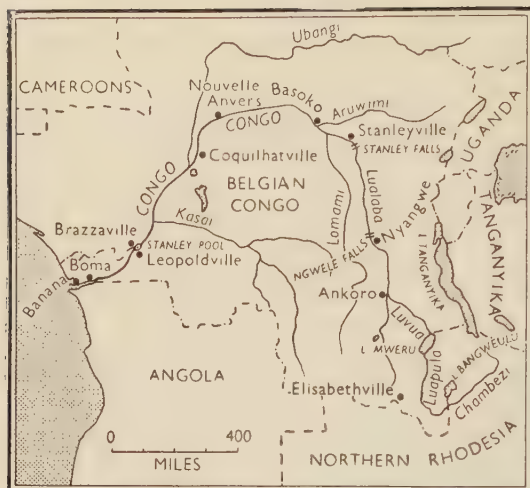 Ubangi
CAMEROONS
Nouvelle
Anvers
Basoko
Aruwimi
CONGO
Stanleyville
STANLEY FALLS
UGANDA
Coquilhatville
BELGIAN
CONGO
CONGO
Kasai
Lomami
Lualaba
Nyangwe
NGWELE FALLS
L TANGANYIKA
TANGANYIKA
Brazzaville
STANLEY POOL
Leopoldville
Boma
Banana
Ankoro
Luvua
L MWERU
Luapula
L BANGWEULU
Chambezi
ANGOLA
Elisabethville
0 400
MILES
NORTHERN RHODESIA